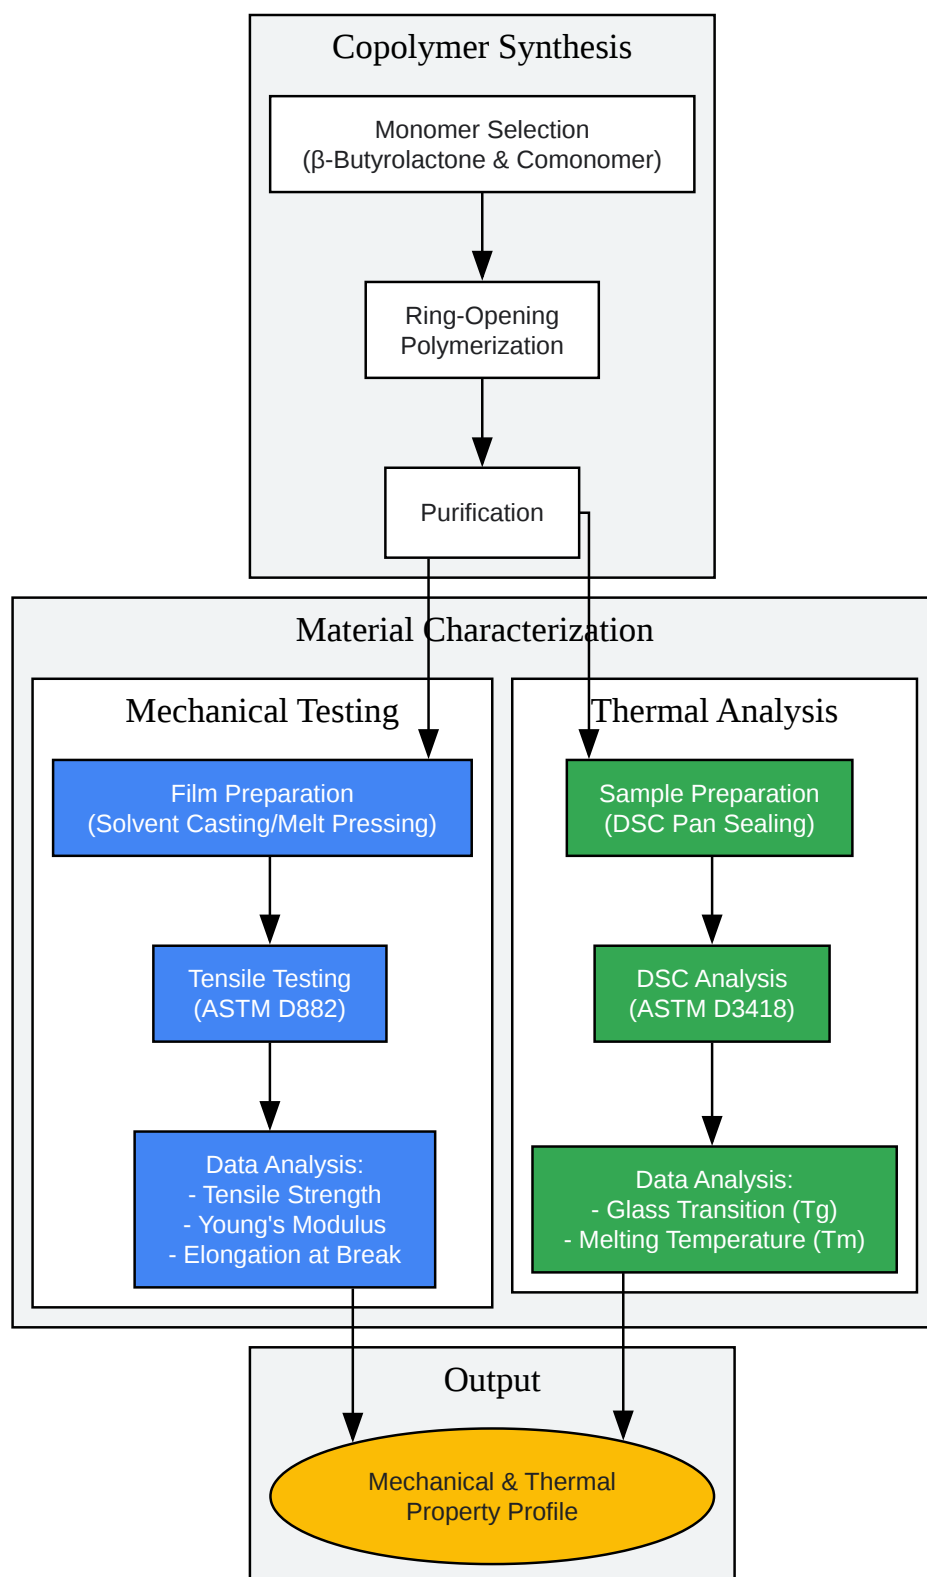 Copolymer Synthesis
Monomer Selection
(β-Butyrolactone & Comonomer)
Ring-Opening
Polymerization
Purification
Material Characterization
Mechanical Testing
Film Preparation
(Solvent Casting/Melt Pressing)
Tensile Testing
(ASTM D882)
Data Analysis:
- Tensile Strength
- Young's Modulus
- Elongation at Break
Thermal Analysis
Sample Preparation
(DSC Pan Sealing)
DSC Analysis
(ASTM D3418)
Data Analysis:
- Glass Transition (Tg)
- Melting Temperature (Tm)
Output
Mechanical & Thermal
Property Profile